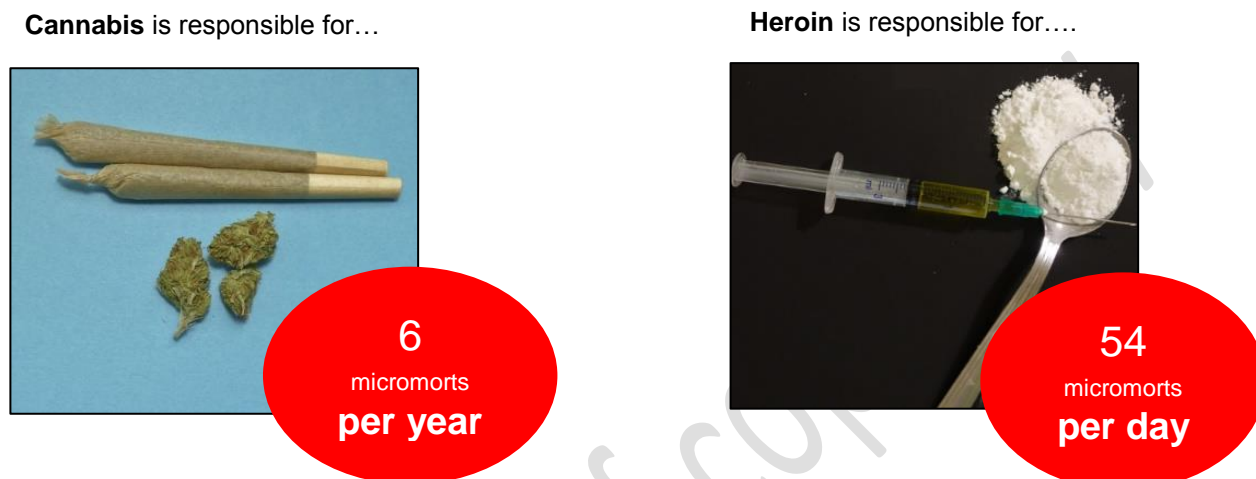 Cannabis is responsible for…
Heroin is responsible for….
6
micromorts
per year
54
micromorts
per day